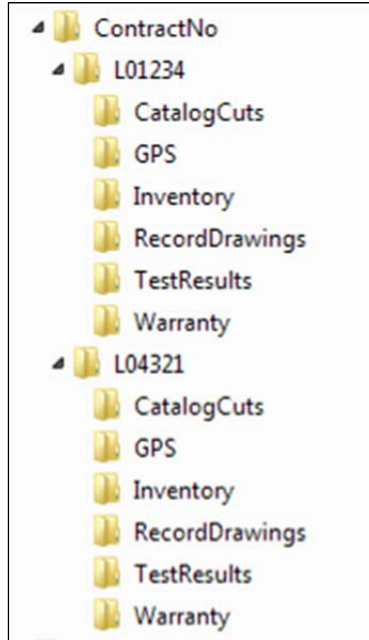 ContractNo
L01234
CatalogCuts
GPS
Inventory
RecordDrawings
TestResults
Warranty
L04321
CatalogCuts
GPS
Inventory
RecordDrawings
TestResults
Warranty